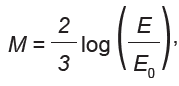 M = 2/3 log (E/E₀),